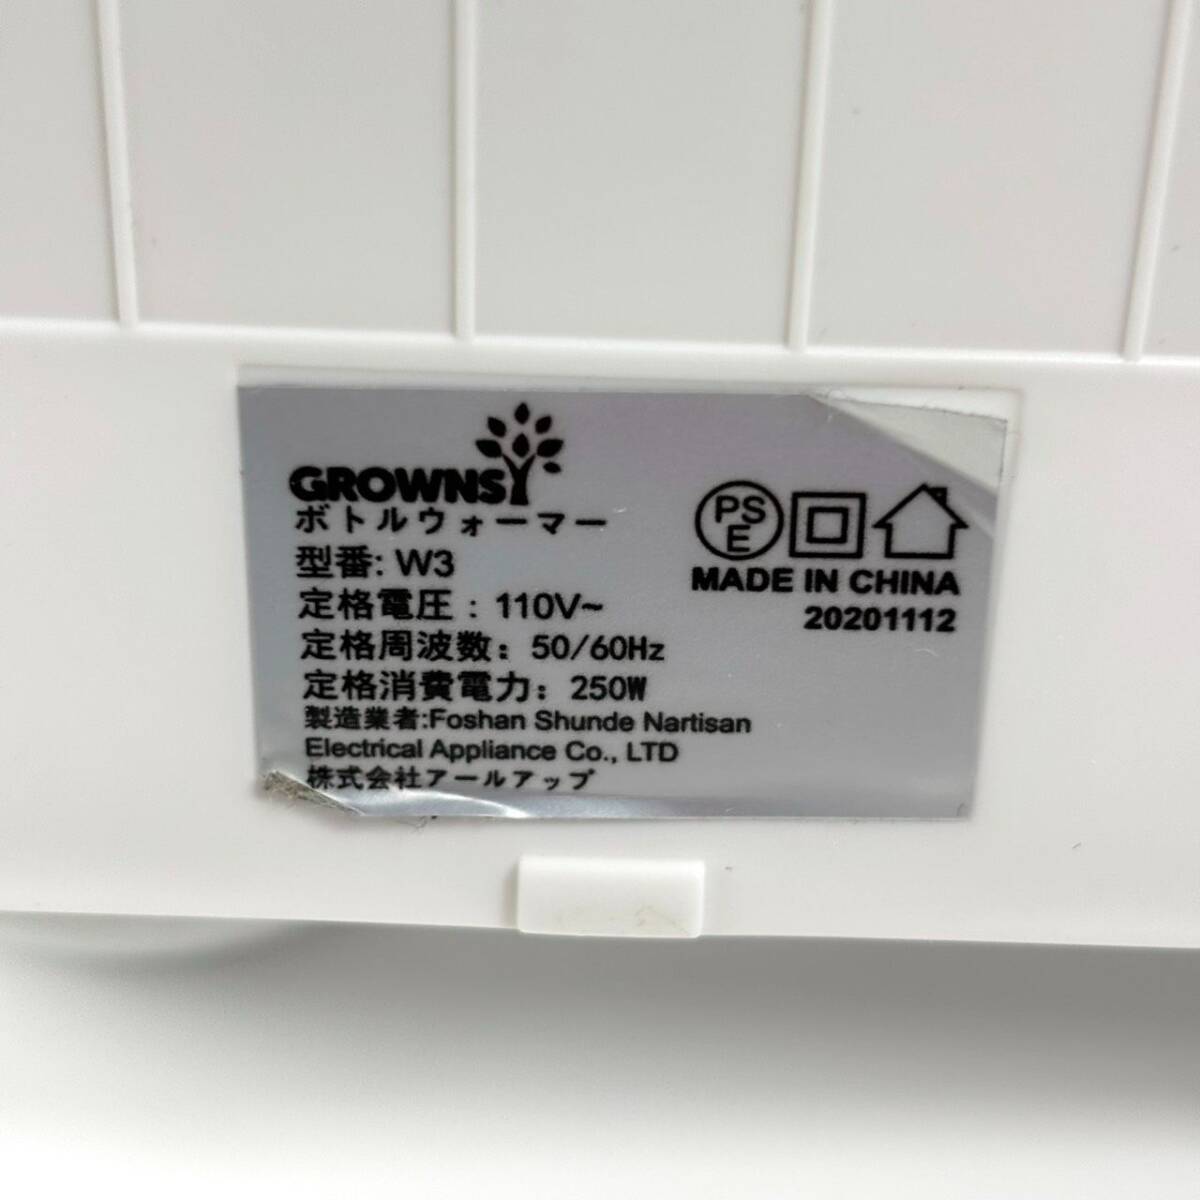 GROWNSY
ボトルウォーマー
型番: W3
定格電圧：110V~
定格周波数：50/60Hz
定格消費電力：250W
製造業者:Foshan Shunde Nartisan
Electrical Appliance Co., LTD
株式会社アールアップ
PS
E
MADE IN CHINA
20201112